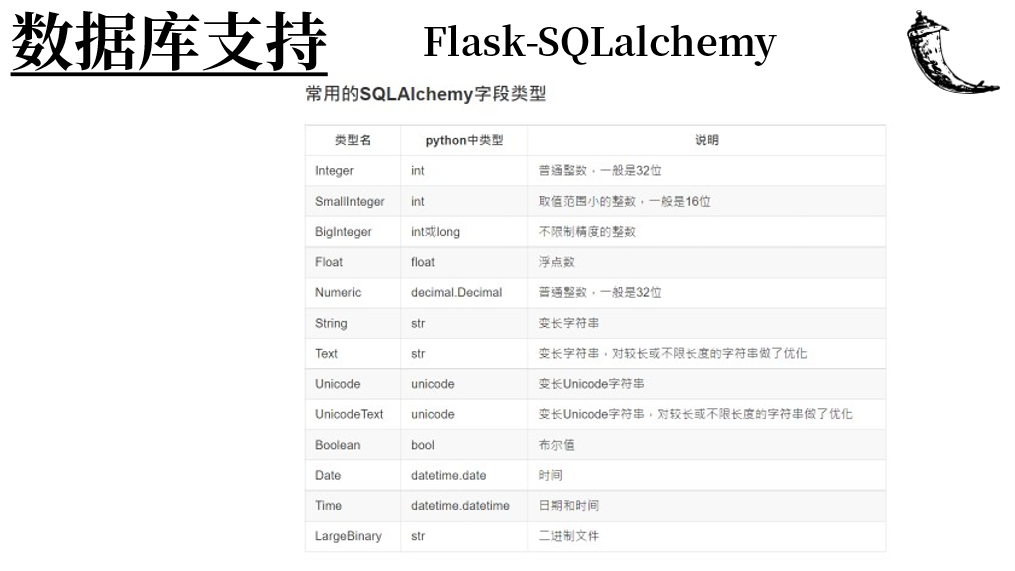 数据库支持
Flask-SQLalchemy
常用的SQLAlchemy字段类型
类型名 python中类型 说明
Integer int 普通整数，一般是32位
SmallInteger int 取值范围小的整数，一般是16位
BigInteger int或long 不限制精度的整数
Float float 浮点数
Numeric decimal.Decimal 普通整数，一般是32位
String str 变长字符串
Text str 变长字符串，对较长或不限长度的字符串做了优化
Unicode unicode 变长Unicode字符串
UnicodeText unicode 变长Unicode字符串，对较长或不限长度的字符串做了优化
Boolean bool 布尔值
Date datetime.date 时间
Time datetime.datetime 日期和时间
LargeBinary str 二进制文件